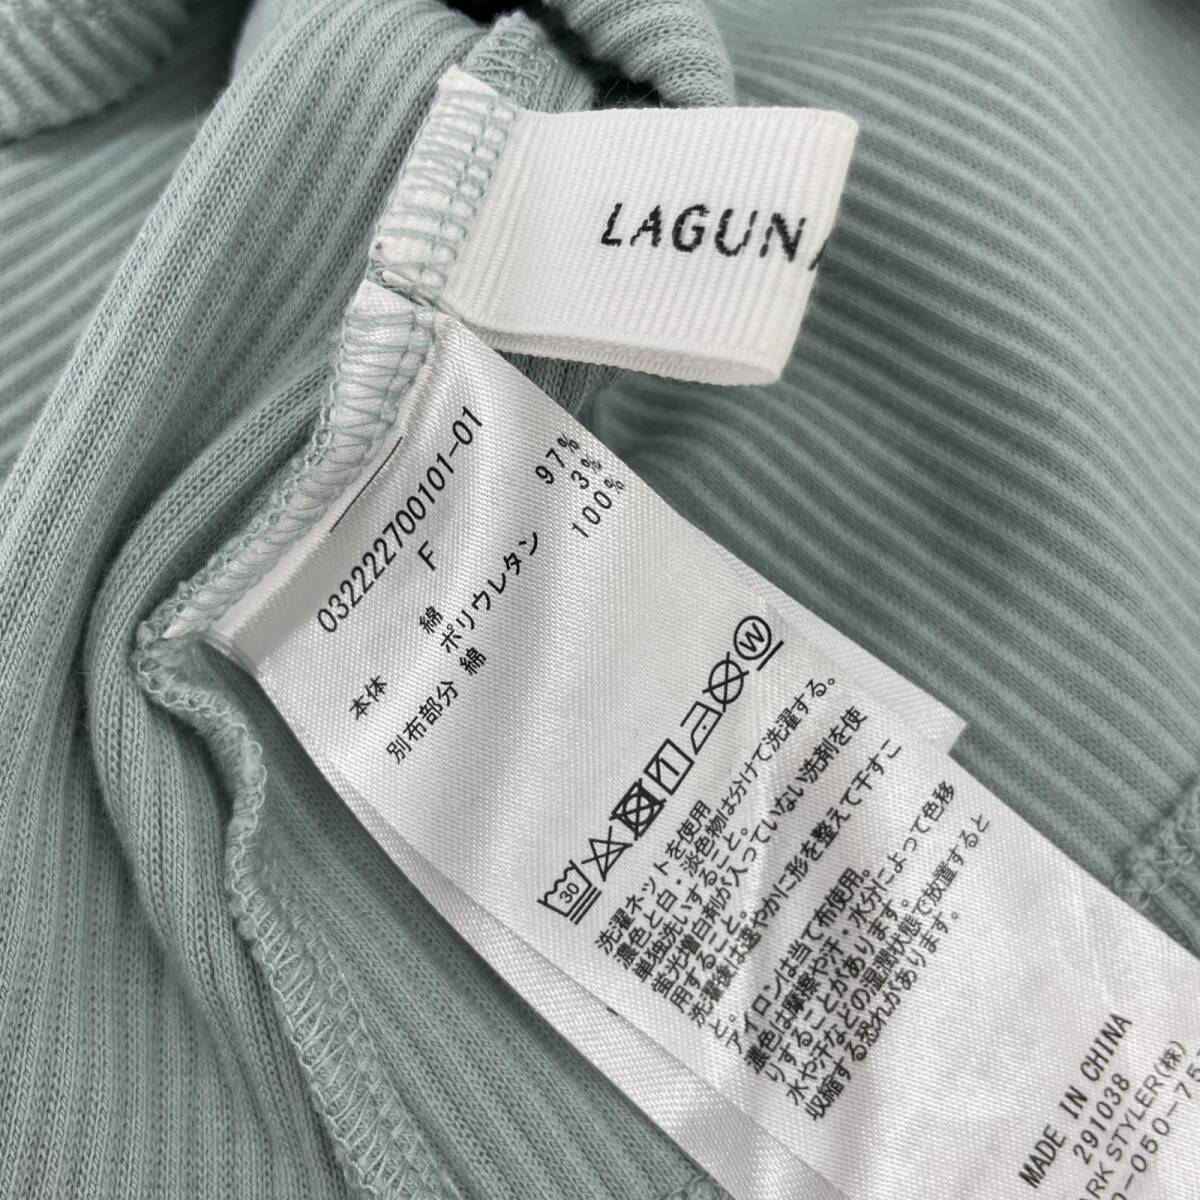 LAGUNA
032222700101-01
F
本体 綿 97%
ポリウレタン 3%
別布部分 綿 100%
30 W
洗濯ネットを使用
濃色と白・淡色物は分けて洗濯する。
単独洗いすること。
蛍光増白剤が入っていない洗剤を使
用すること。
洗濯後は速やかに形を整えて干すこ
と。
アイロンは当て布使用。
濃色は摩擦や汗・水分によって色移
りすることがあります。
水や汗などの湿潤状態で放置すると
収縮する恐れがあります。
MADE IN CHINA
291038
RK STYLER(株)
-050-75